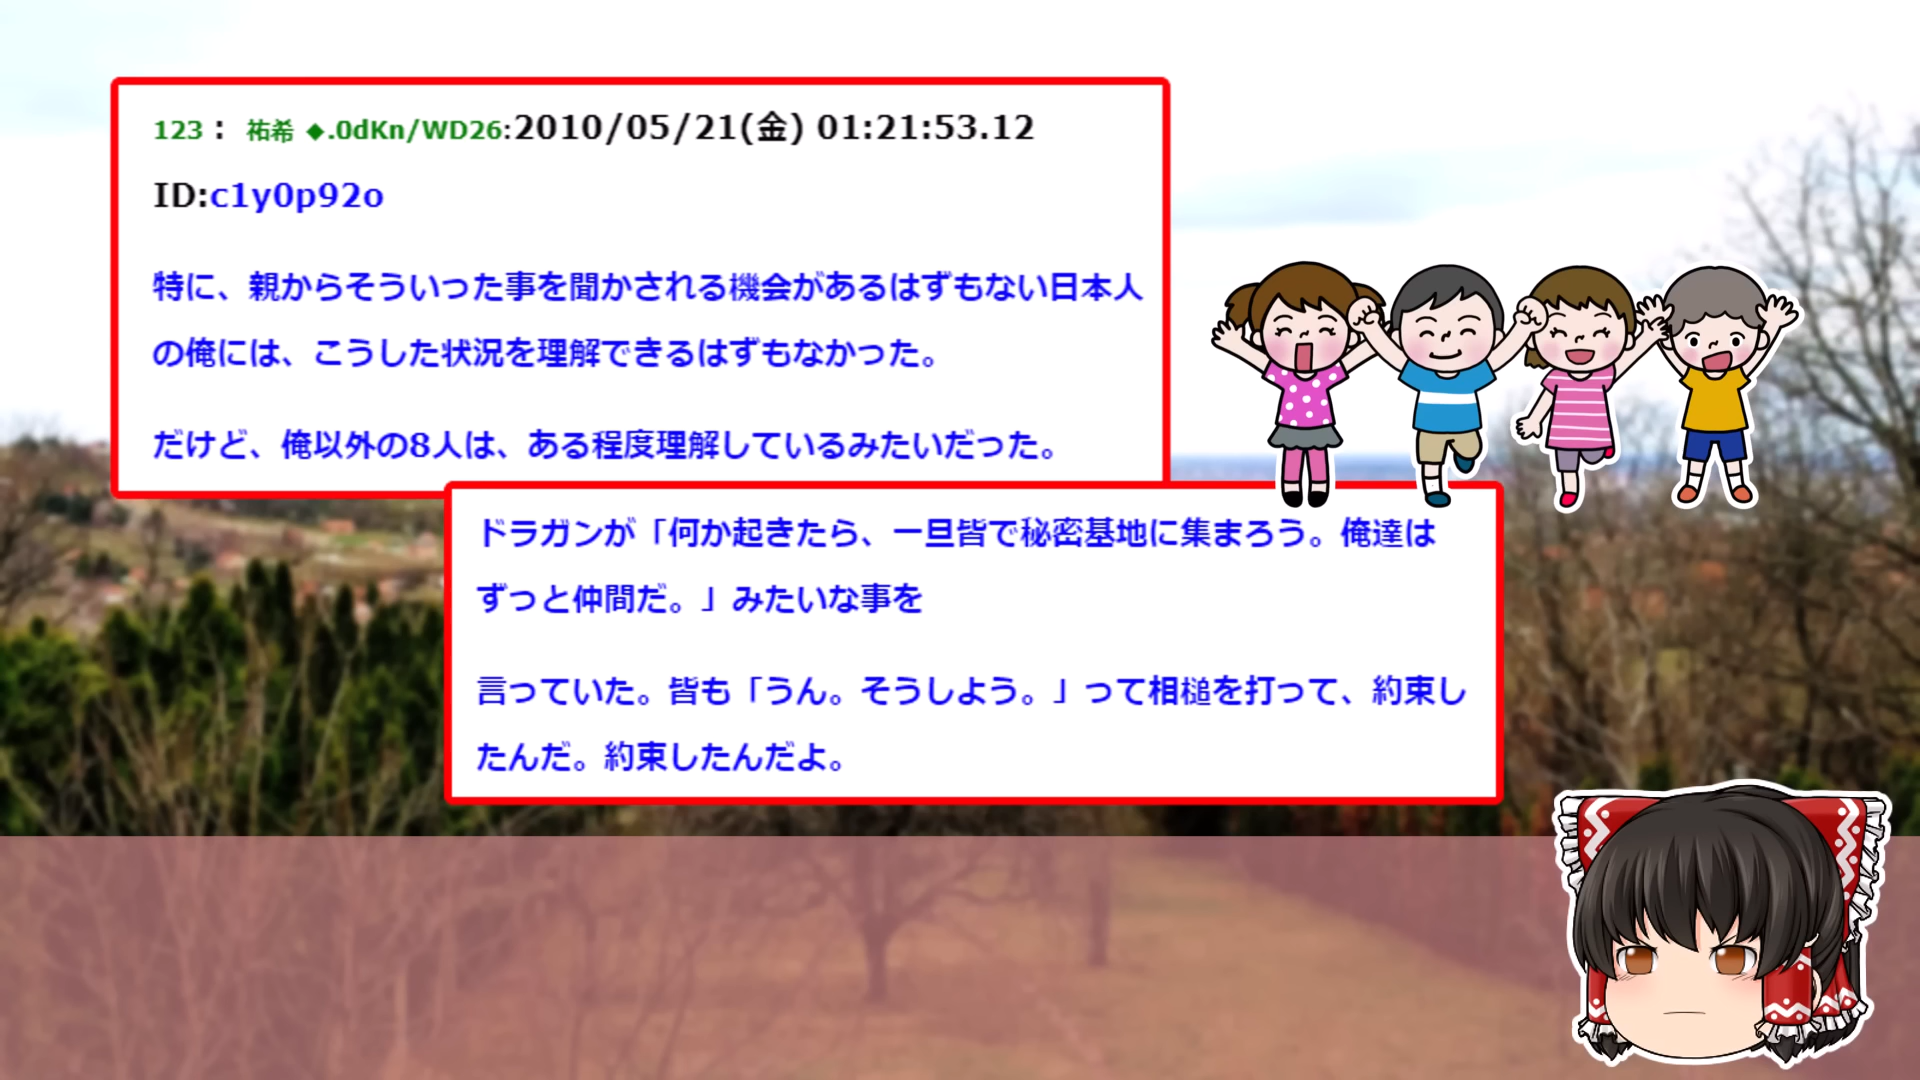 123： 祐希 ◆.0dKn/WD26:2010/05/21(金) 01:21:53.12
ID:c1y0p92o
特に、親からそういった事を聞かされる機会があるはずもない日本人
の俺には、こうした状況を理解できるはずもなかった。
だけど、俺以外の8人は、ある程度理解しているみたいだった。
ドラガンが「何か起きたら、一旦皆で秘密基地に集まろう。俺達は
ずっと仲間だ。」みたいな事を
言っていた。皆も「うん。そうしよう。」って相槌を打って、約束し
たんだ。約束したんだよ。